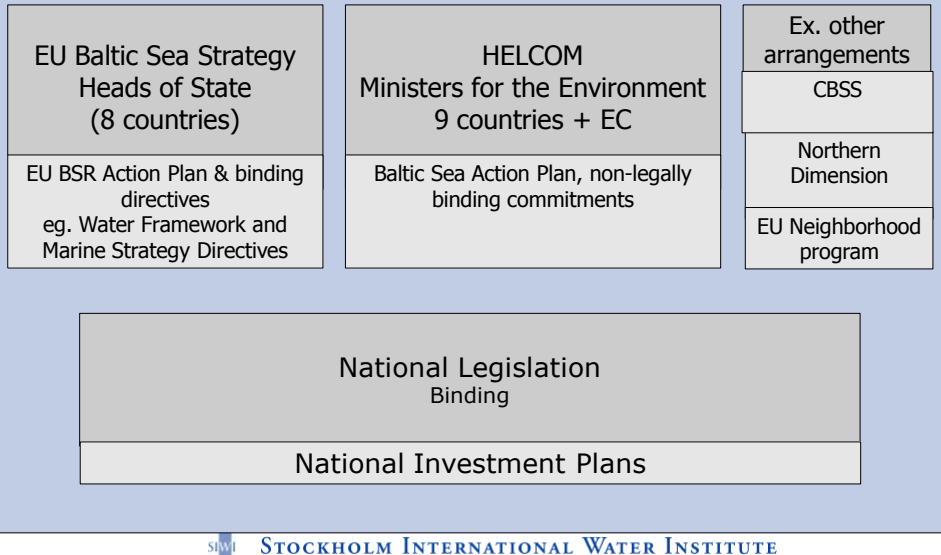 EU Baltic Sea Strategy
Heads of State
(8 countries)
EU BSR Action Plan & binding
directives
eg. Water Framework and
Marine Strategy Directives
HELCOM
Ministers for the Environment
9 countries + EC
Baltic Sea Action Plan, non-legally
binding commitments
Ex. other
arrangements
CBSS
Northern
Dimension
EU Neighborhood
program
National Legislation
Binding
National Investment Plans
SIWI STOCKHOLM INTERNATIONAL WATER INSTITUTE